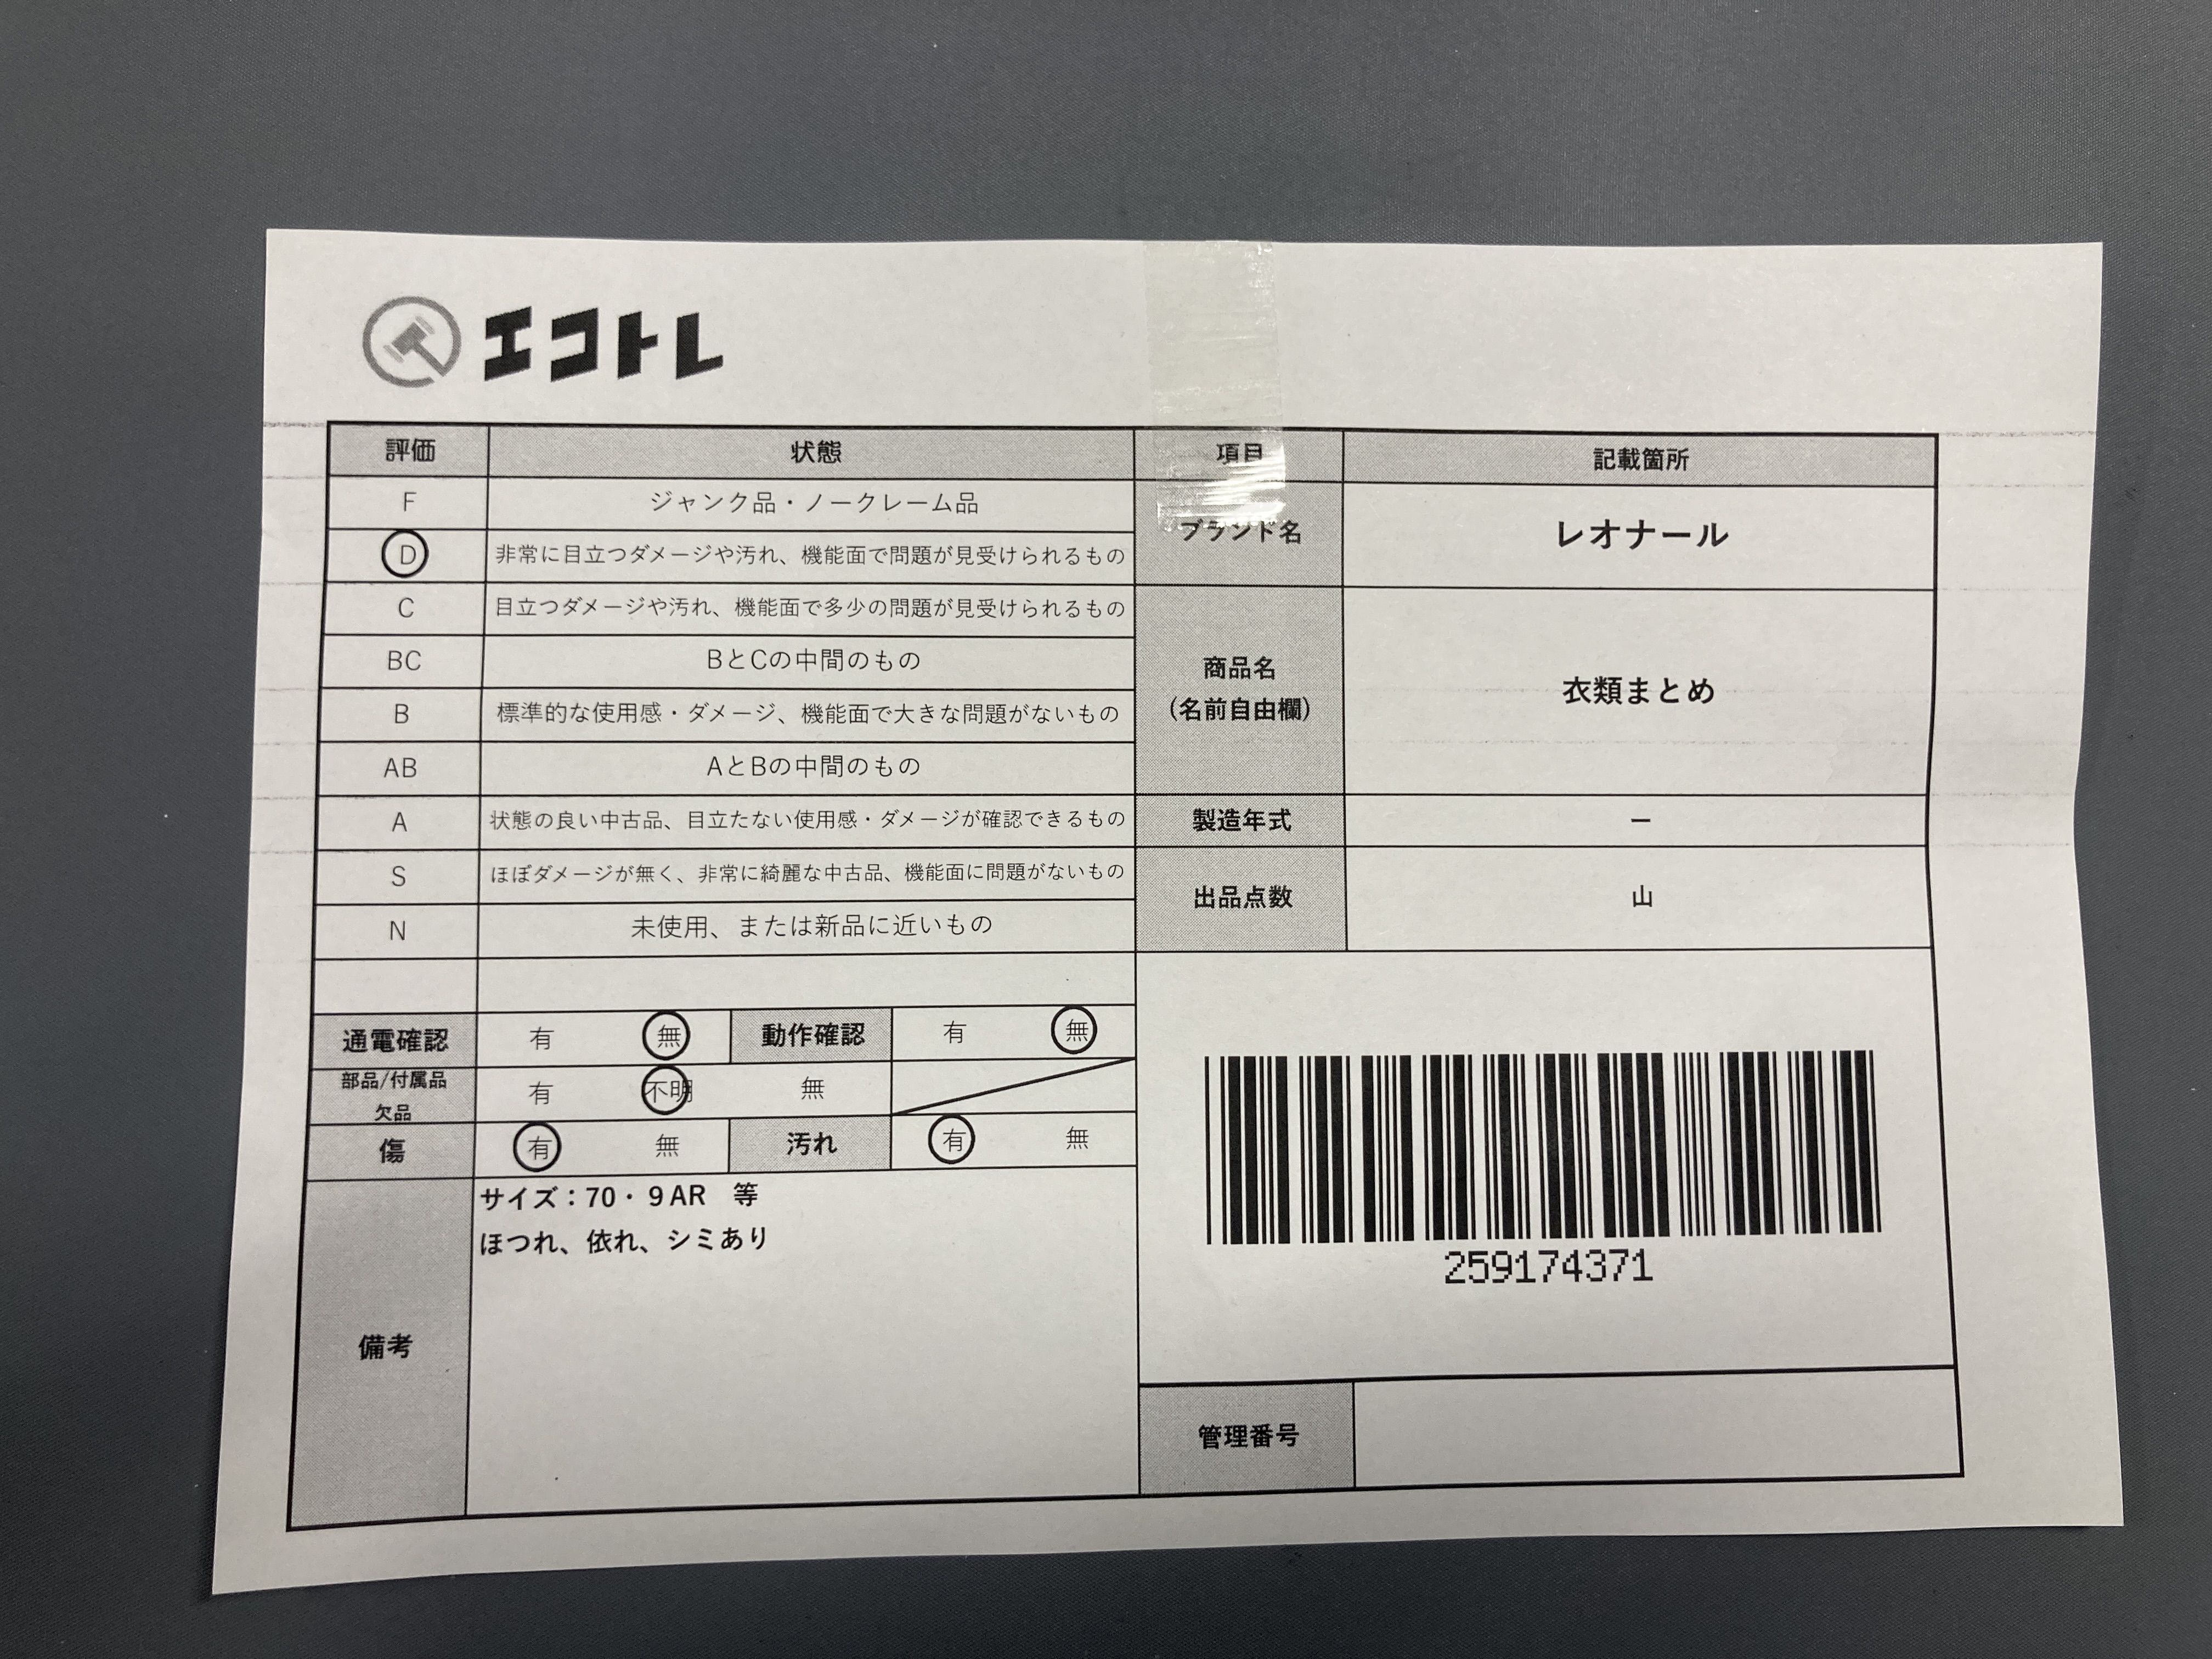 エコトレ
評価 状態 項目 記載箇所
F ジャンク品・ノークレーム品
D 非常に目立つダメージや汚れ、機能面で問題が見受けられるもの
ブランド名 レオナール
C 目立つダメージや汚れ、機能面で多少の問題が見受けられるもの
BC BとCの中間のもの
商品名
(名前自由欄)
衣類まとめ
B 標準的な使用感・ダメージ、機能面で大きな問題がないもの
AB AとBの中間のもの
A 状態の良い中古品、目立たない使用感・ダメージが確認できるもの
製造年式 ー
S ほぼダメージが無く、非常に綺麗な中古品、機能面に問題がないもの
出品点数 山
N 未使用、または新品に近いもの
通電確認 有 無 動作確認 有 無
部品/付属品
欠品
有 不明 無
傷 有 無 汚れ 有 無
備考
サイズ：70・9AR 等
ほつれ、依れ、シミあり
259174371
管理番号